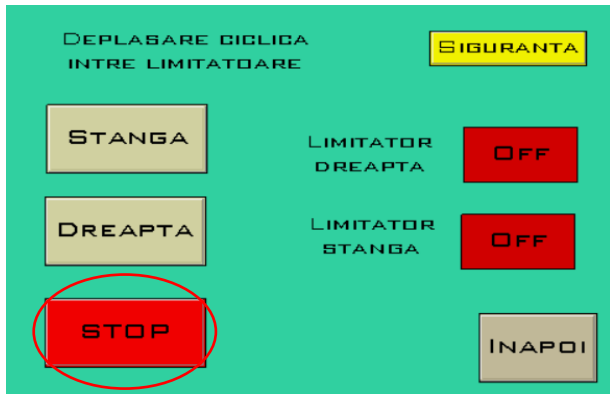 DEPLASARE CICLICA
INTRE LIMITATOARE
SIGURANTA
STANGA
LIMITATOR
DREAPTA
OFF
DREAPTA
LIMITATOR
STANGA
OFF
STOP
INAPOI